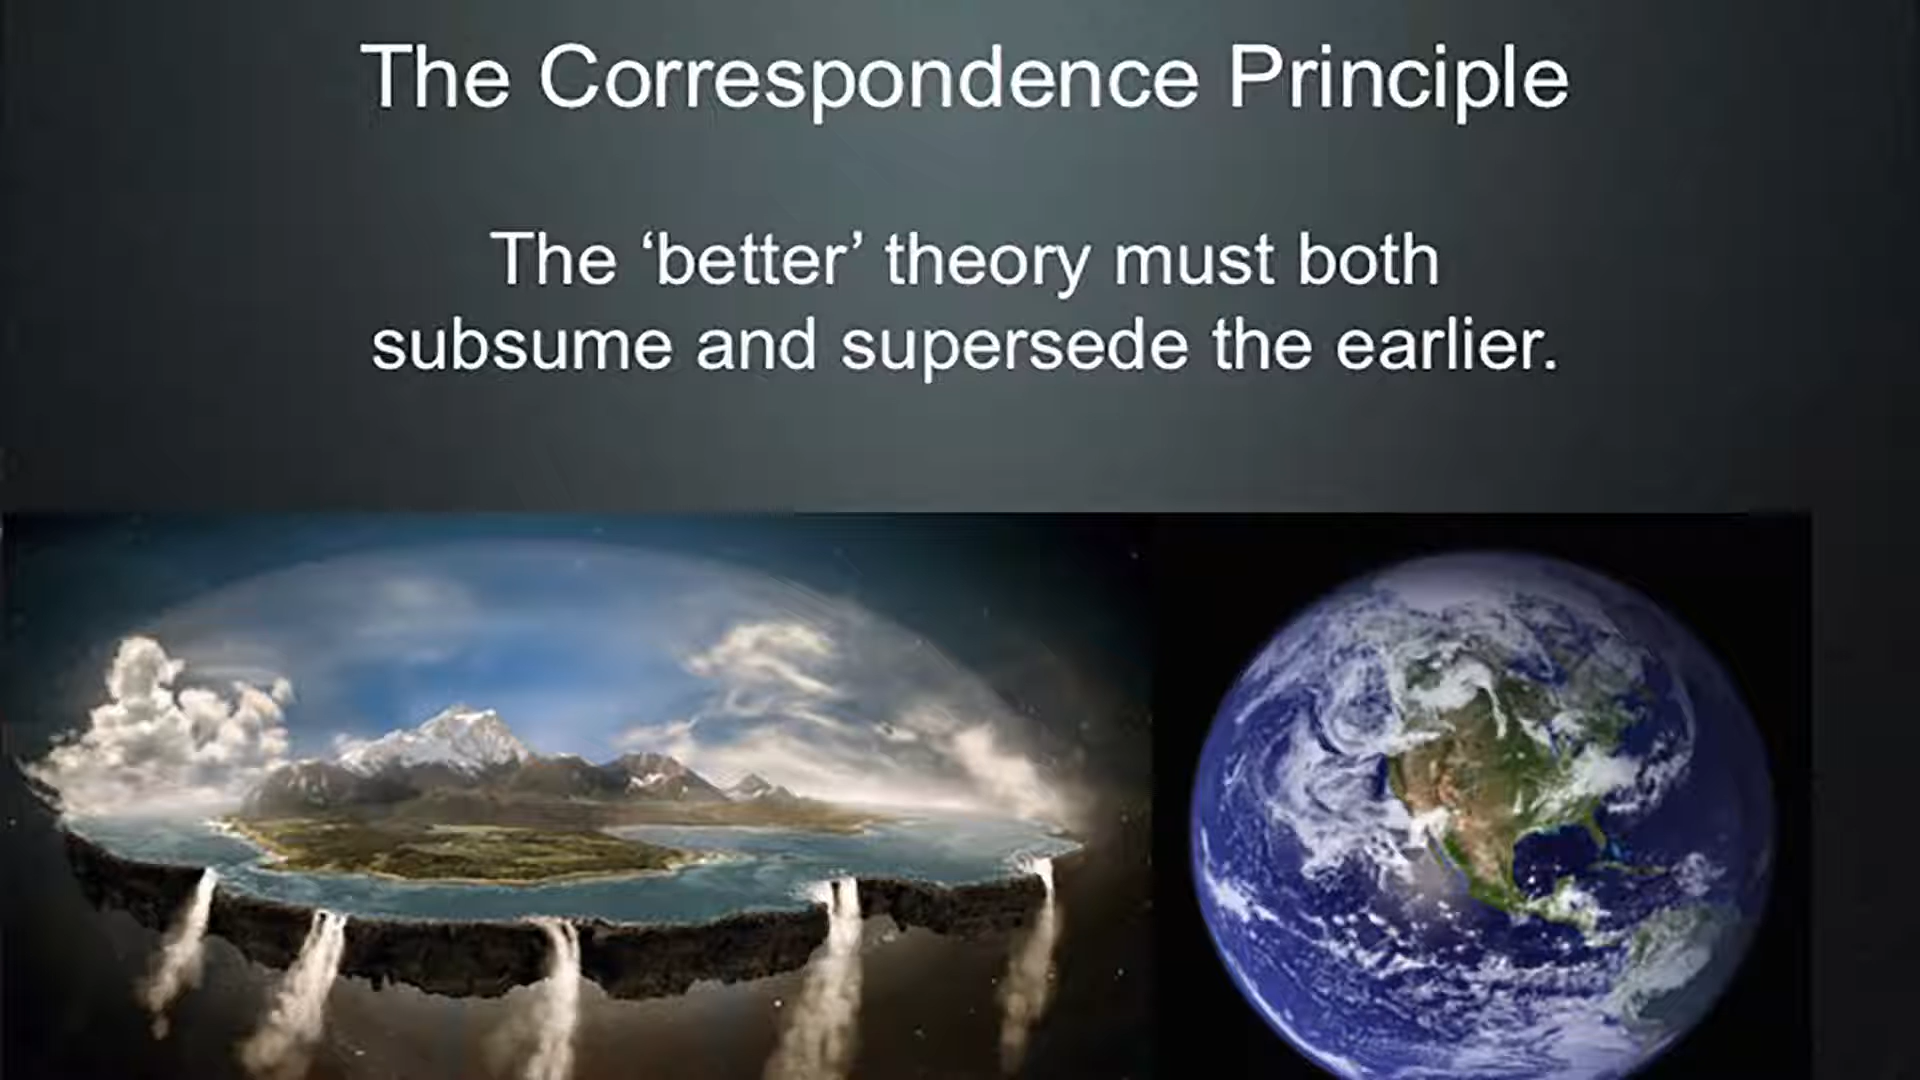 The Correspondence Principle
The ‘better’ theory must both
subsume and supersede the earlier.